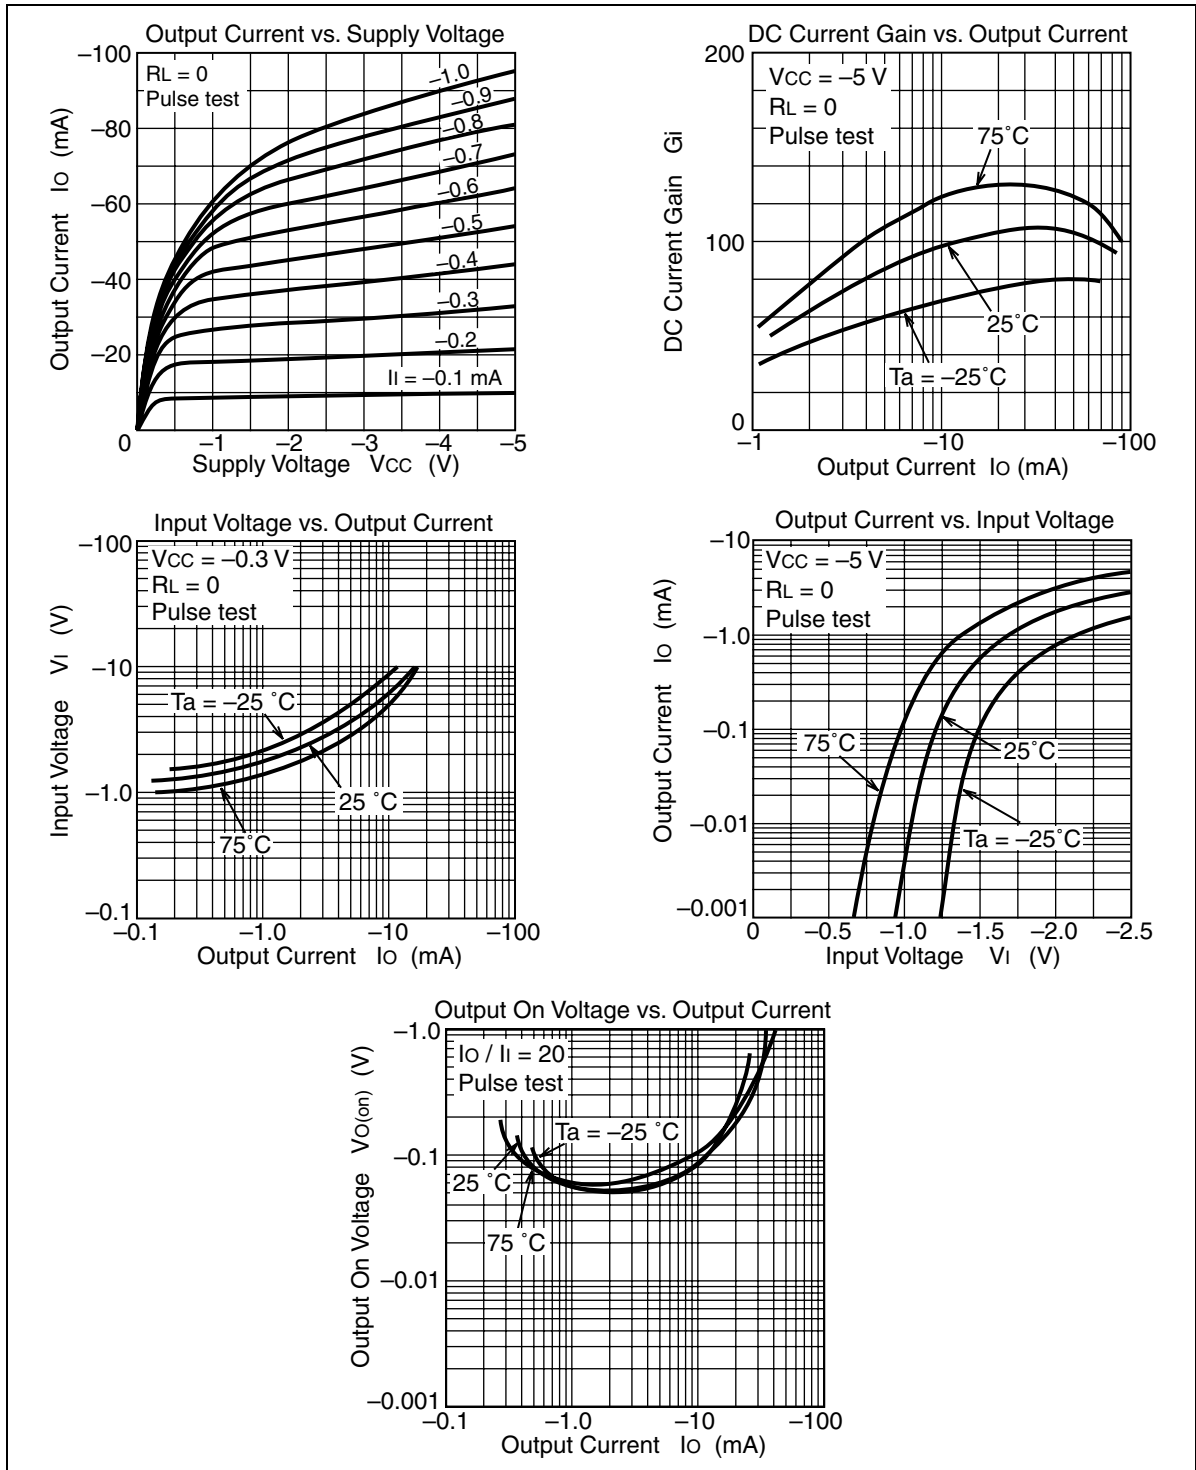 Output Current vs. Supply Voltage
–100
–80
–60
–40
–20
0
Output Current IO (mA)
RL = 0
Pulse test
–1.0
–0.9
–0.8
–0.7
–0.6
–0.5
–0.4
–0.3
–0.2
II = –0.1 mA
–1
–2
–3
–4
–5
Supply Voltage VCC (V)
DC Current Gain vs. Output Current
200
100
0
DC Current Gain Gi
VCC = –5 V
RL = 0
Pulse test
75˚C
25˚C
Ta = –25˚C
–1
–10
–100
Output Current IO (mA)
Input Voltage vs. Output Current
–100
–10
–1.0
–0.1
Input Voltage VI (V)
VCC = –0.3 V
RL = 0
Pulse test
Ta = –25 ˚C
25 ˚C
75˚C
–0.1
–1.0
–10
–100
Output Current IO (mA)
Output Current vs. Input Voltage
–10
–1.0
–0.1
–0.01
–0.001
Output Current IO (mA)
VCC = –5 V
RL = 0
Pulse test
75˚C
25˚C
Ta = –25˚C
0
–0.5
–1.0
–1.5
–2.0
–2.5
Input Voltage VI (V)
Output On Voltage vs. Output Current
–1.0
–0.1
–0.01
–0.001
Output On Voltage VO(on) (V)
IO / II = 20
Pulse test
Ta = –25 ˚C
25 ˚C
75 ˚C
–0.1
–1.0
–10
–100
Output Current IO (mA)